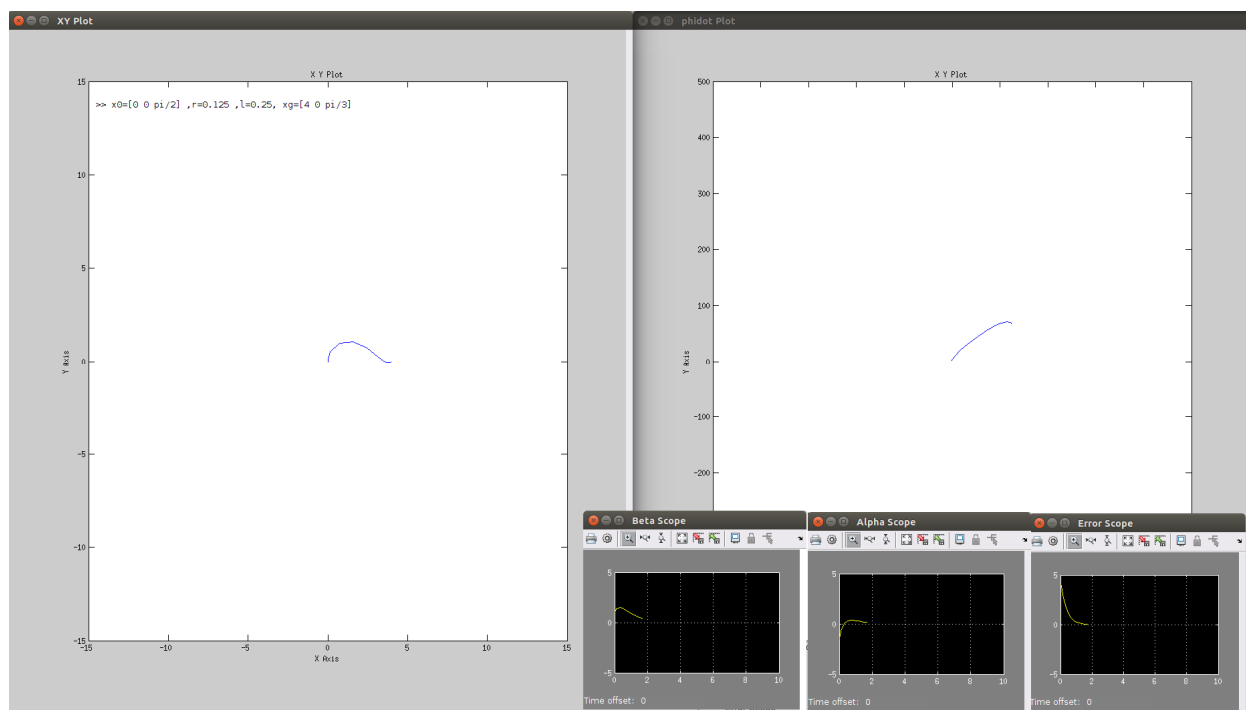 XY Plot
X Y Plot
>> x0=[0 0 pi/2] ,r=0.125 ,l=0.25, xg=[4 0 pi/3]
15
10
5
0
-5
-10
-15
Y Axis
-15 -10 -5 0 5 10 15
X Axis
phidot Plot
X Y Plot
500
400
300
200
100
0
-100
-200
Y Axis
Beta Scope
5
0
-5
0 2 4 6 8 10
Time offset: 0
Alpha Scope
5
0
-5
0 2 4 6 8 10
Time offset: 0
Error Scope
5
0
-5
0 2 4 6 8 10
Time offset: 0